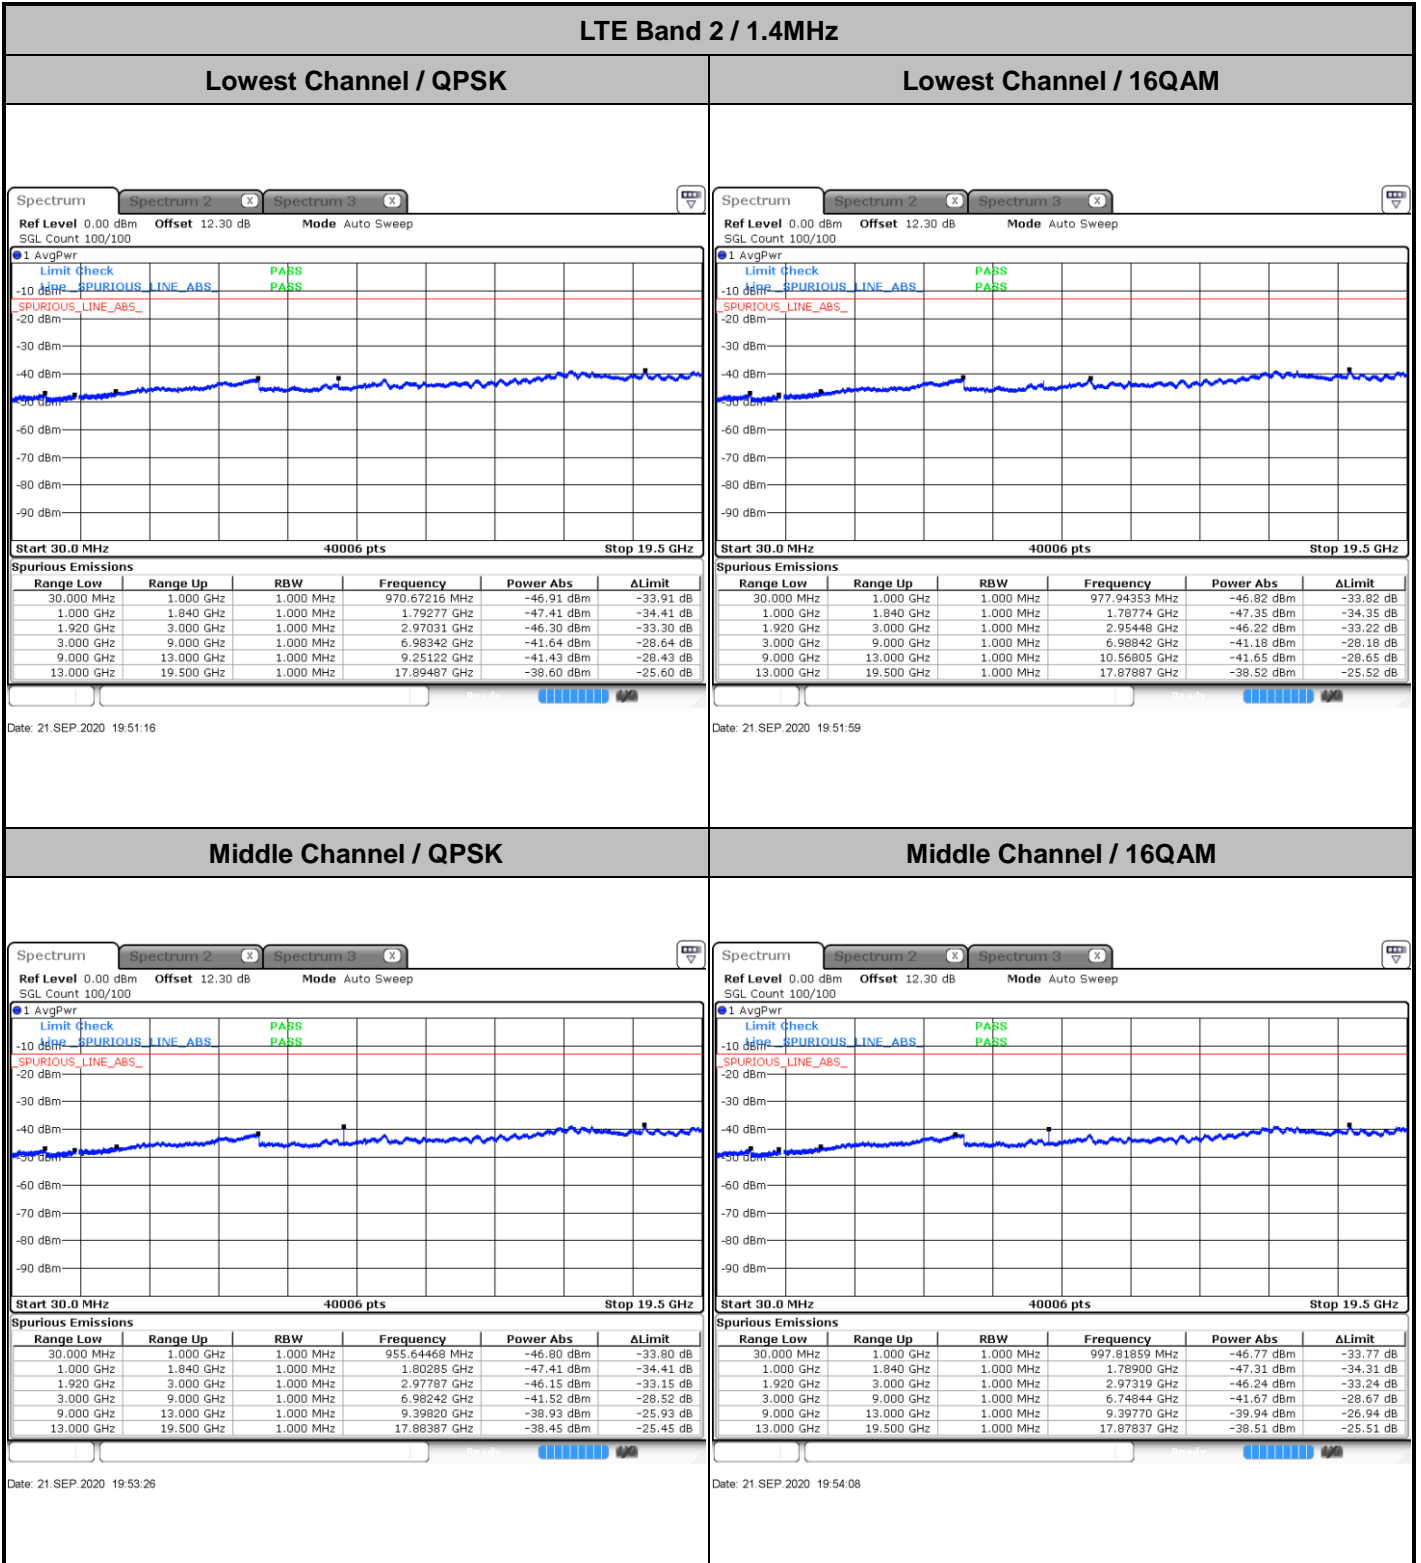 LTE Band 2 / 1.4MHz
Lowest Channel / QPSK
Lowest Channel / 16QAM
Spectrum Spectrum 2 X Spectrum 3 X
Ref Level 0.00 dBm Offset 12.30 dB Mode Auto Sweep
SGL Count 100/100
1 AvgPwr
Limit Check PASS
-10 dBm Line _SPURIOUS_LINE_ABS_ PASS
_SPURIOUS_LINE_ABS_
-20 dBm
-30 dBm
-40 dBm
-50 dBm
-60 dBm
-70 dBm
-80 dBm
-90 dBm
Start 30.0 MHz 40006 pts Stop 19.5 GHz
Spurious Emissions
Range Low Range Up RBW Frequency Power Abs ΔLimit
30.000 MHz 1.000 GHz 1.000 MHz 970.67216 MHz -46.91 dBm -33.91 dB
1.000 GHz 1.840 GHz 1.000 MHz 1.79277 GHz -47.41 dBm -34.41 dB
1.920 GHz 3.000 GHz 1.000 MHz 2.97031 GHz -46.30 dBm -33.30 dB
3.000 GHz 9.000 GHz 1.000 MHz 6.98342 GHz -41.64 dBm -28.64 dB
9.000 GHz 13.000 GHz 1.000 MHz 9.25122 GHz -41.43 dBm -28.43 dB
13.000 GHz 19.500 GHz 1.000 MHz 17.89487 GHz -38.60 dBm -25.60 dB
Ready
Date: 21.SEP.2020 19:51:16
Spectrum Spectrum 2 X Spectrum 3 X
Ref Level 0.00 dBm Offset 12.30 dB Mode Auto Sweep
SGL Count 100/100
1 AvgPwr
Limit Check PASS
-10 dBm Line _SPURIOUS_LINE_ABS_ PASS
_SPURIOUS_LINE_ABS_
-20 dBm
-30 dBm
-40 dBm
-50 dBm
-60 dBm
-70 dBm
-80 dBm
-90 dBm
Start 30.0 MHz 40006 pts Stop 19.5 GHz
Spurious Emissions
Range Low Range Up RBW Frequency Power Abs ΔLimit
30.000 MHz 1.000 GHz 1.000 MHz 977.94353 MHz -46.82 dBm -33.82 dB
1.000 GHz 1.840 GHz 1.000 MHz 1.78774 GHz -47.35 dBm -34.35 dB
1.920 GHz 3.000 GHz 1.000 MHz 2.95448 GHz -46.22 dBm -33.22 dB
3.000 GHz 9.000 GHz 1.000 MHz 6.98842 GHz -41.18 dBm -28.18 dB
9.000 GHz 13.000 GHz 1.000 MHz 10.56805 GHz -41.65 dBm -28.65 dB
13.000 GHz 19.500 GHz 1.000 MHz 17.87887 GHz -38.52 dBm -25.52 dB
Ready
Date: 21.SEP.2020 19:51:59
Middle Channel / QPSK
Middle Channel / 16QAM
Spectrum Spectrum 2 X Spectrum 3 X
Ref Level 0.00 dBm Offset 12.30 dB Mode Auto Sweep
SGL Count 100/100
1 AvgPwr
Limit Check PASS
-10 dBm Line _SPURIOUS_LINE_ABS_ PASS
_SPURIOUS_LINE_ABS_
-20 dBm
-30 dBm
-40 dBm
-50 dBm
-60 dBm
-70 dBm
-80 dBm
-90 dBm
Start 30.0 MHz 40006 pts Stop 19.5 GHz
Spurious Emissions
Range Low Range Up RBW Frequency Power Abs ΔLimit
30.000 MHz 1.000 GHz 1.000 MHz 955.64468 MHz -46.80 dBm -33.80 dB
1.000 GHz 1.840 GHz 1.000 MHz 1.80285 GHz -47.41 dBm -34.41 dB
1.920 GHz 3.000 GHz 1.000 MHz 2.97787 GHz -46.15 dBm -33.15 dB
3.000 GHz 9.000 GHz 1.000 MHz 6.98242 GHz -41.52 dBm -28.52 dB
9.000 GHz 13.000 GHz 1.000 MHz 9.39820 GHz -38.93 dBm -25.93 dB
13.000 GHz 19.500 GHz 1.000 MHz 17.88387 GHz -38.45 dBm -25.45 dB
Ready
Date: 21.SEP.2020 19:53:26
Spectrum Spectrum 2 X Spectrum 3 X
Ref Level 0.00 dBm Offset 12.30 dB Mode Auto Sweep
SGL Count 100/100
1 AvgPwr
Limit Check PASS
-10 dBm Line _SPURIOUS_LINE_ABS_ PASS
_SPURIOUS_LINE_ABS_
-20 dBm
-30 dBm
-40 dBm
-50 dBm
-60 dBm
-70 dBm
-80 dBm
-90 dBm
Start 30.0 MHz 40006 pts Stop 19.5 GHz
Spurious Emissions
Range Low Range Up RBW Frequency Power Abs ΔLimit
30.000 MHz 1.000 GHz 1.000 MHz 997.81859 MHz -46.77 dBm -33.77 dB
1.000 GHz 1.840 GHz 1.000 MHz 1.78900 GHz -47.31 dBm -34.31 dB
1.920 GHz 3.000 GHz 1.000 MHz 2.97319 GHz -46.24 dBm -33.24 dB
3.000 GHz 9.000 GHz 1.000 MHz 6.74844 GHz -41.67 dBm -28.67 dB
9.000 GHz 13.000 GHz 1.000 MHz 9.39770 GHz -39.94 dBm -26.94 dB
13.000 GHz 19.500 GHz 1.000 MHz 17.87837 GHz -38.51 dBm -25.51 dB
Ready
Date: 21.SEP.2020 19:54:08